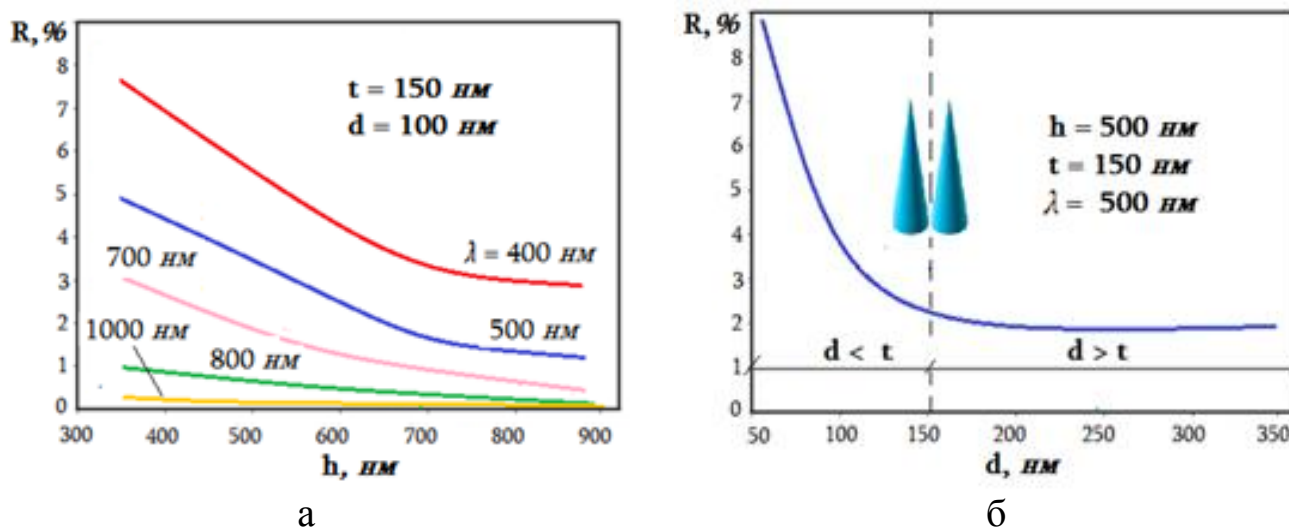 R, %
8
7
6
5
4
3
2
1
0
t = 150 нм
d = 100 нм
λ = 400 нм
700 нм
500 нм
1000 нм
800 нм
300 400 500 600 700 800 900
h, нм
а
R, %
8
7
6
5
4
3
2
1
0
h = 500 нм
t = 150 нм
λ = 500 нм
d < t
d > t
50 100 150 200 250 300 350
d, нм
б